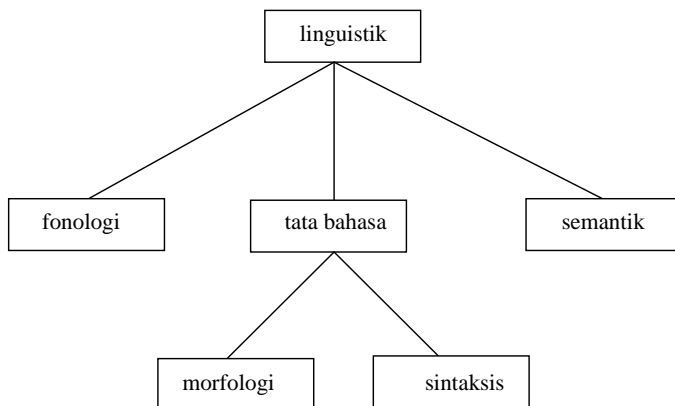 linguistik
fonologi
tata bahasa
semantik
morfologi
sintaksis